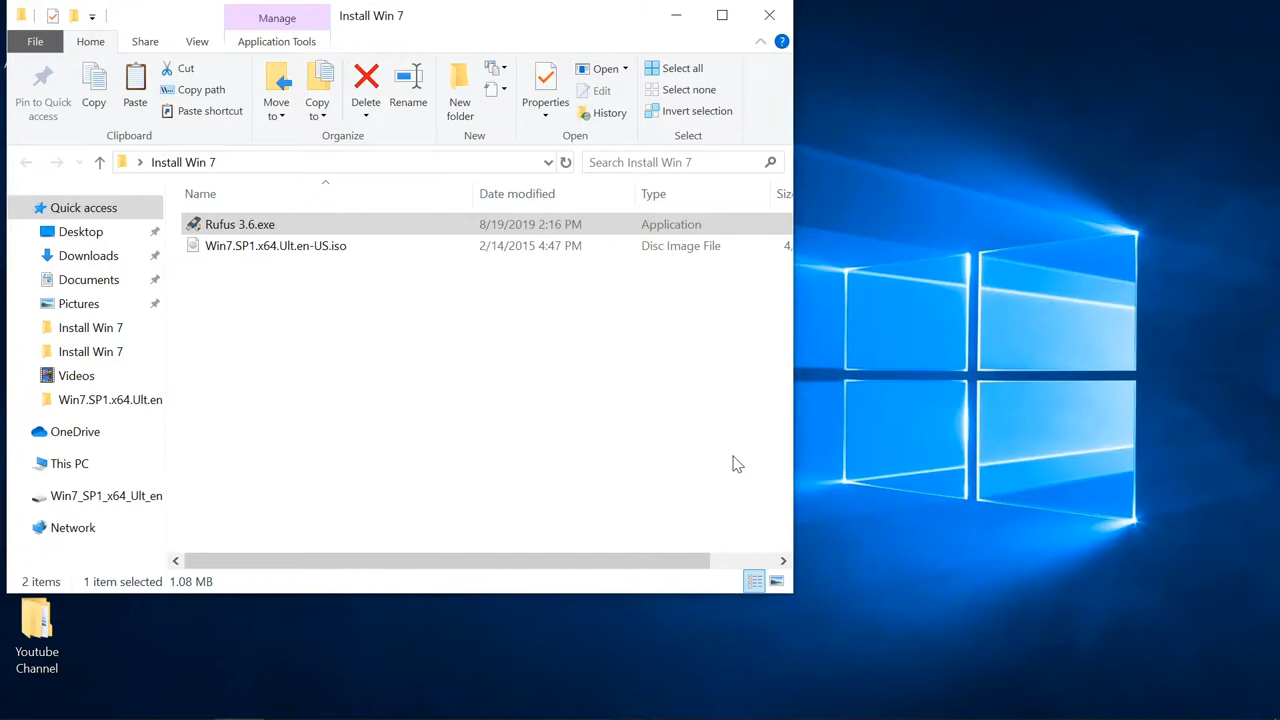 Manage
Install Win 7
File
Home
Share
View
Application Tools
Pin to Quick
access
Copy
Paste
Cut
Copy path
Paste shortcut
Clipboard
Move
to
Copy
to
Delete
Rename
Organize
New
folder
New
Properties
Open
Edit
History
Open
Select all
Select none
Invert selection
Select
Install Win 7
Search Install Win 7
Name
Date modified
Type
Siz
Rufus 3.6.exe
8/19/2019 2:16 PM
Application
Win7.SP1.x64.Ult.en-US.iso
2/14/2015 4:47 PM
Disc Image File
4,
Quick access
Desktop
Downloads
Documents
Pictures
Install Win 7
Install Win 7
Videos
Win7.SP1.x64.Ult.en
OneDrive
This PC
Win7_SP1_x64_Ult_en
Network
2 items
1 item selected
1.08 MB
Youtube
Channel